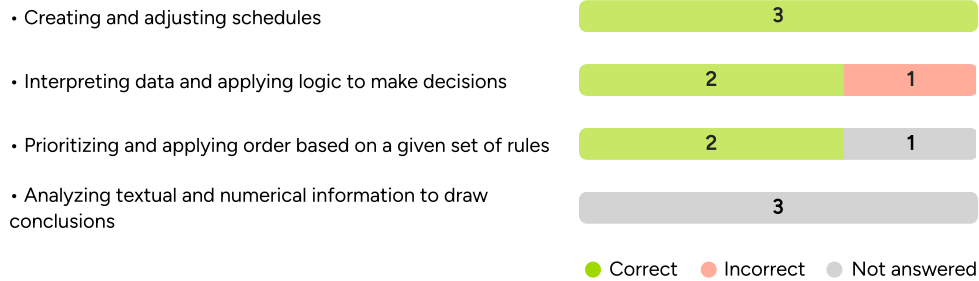 • Creating and adjusting schedules
3
• Interpreting data and applying logic to make decisions
2 1
• Prioritizing and applying order based on a given set of rules
2 1
• Analyzing textual and numerical information to draw
conclusions
3
Correct Incorrect Not answered